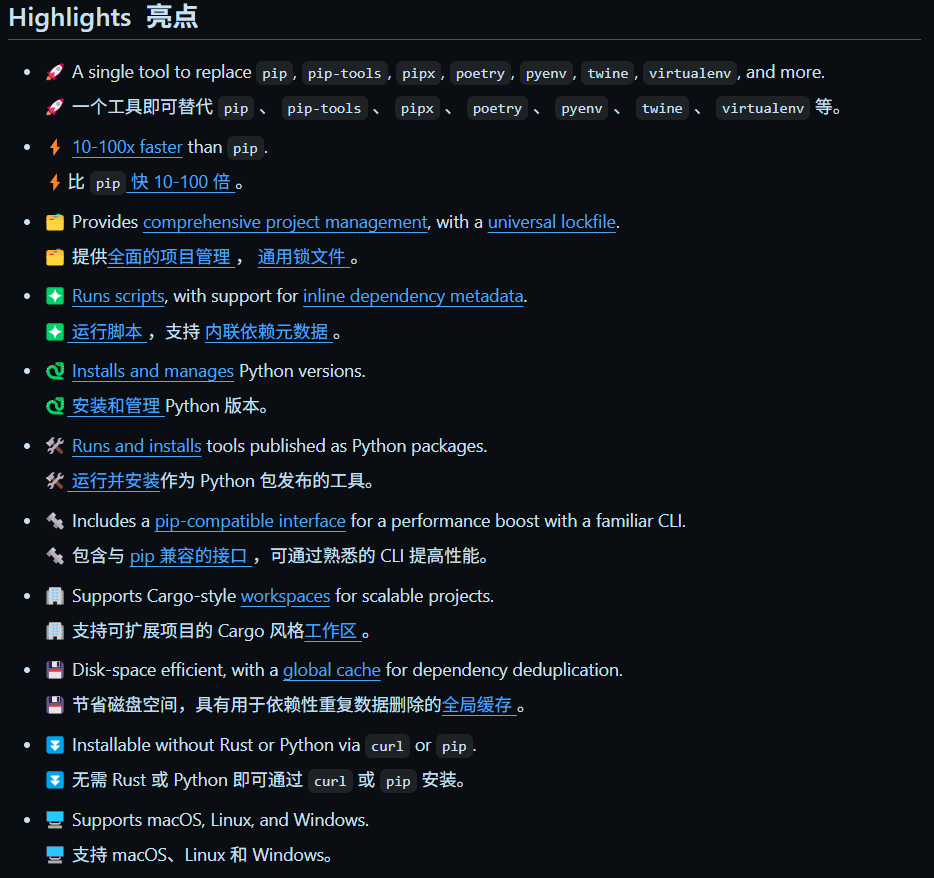 Highlights 亮点
🚀 A single tool to replace pip, pip-tools, pipx, poetry, pyenv, twine, virtualenv, and more.
🚀 一个工具即可替代 pip 、 pip-tools 、 pipx 、 poetry 、 pyenv 、 twine 、 virtualenv 等。
⚡ 10-100x faster than pip.
⚡ 比 pip 快 10-100 倍 。
🗂️ Provides comprehensive project management, with a universal lockfile.
🗂️ 提供全面的项目管理 ， 通用锁文件 。
❇️ Runs scripts, with support for inline dependency metadata.
❇️ 运行脚本 ，支持 内联依赖元数据 。
🐍 Installs and manages Python versions.
🐍 安装和管理 Python 版本。
🛠️ Runs and installs tools published as Python packages.
🛠️ 运行并安装作为 Python 包发布的工具。
🔩 Includes a pip-compatible interface for a performance boost with a familiar CLI.
🔩 包含与 pip 兼容的接口 ，可通过熟悉的 CLI 提高性能。
🏢 Supports Cargo-style workspaces for scalable projects.
🏢 支持可扩展项目的 Cargo 风格工作区 。
💾 Disk-space efficient, with a global cache for dependency deduplication.
💾 节省磁盘空间，具有用于依赖性重复数据删除的全局缓存 。
⏬ Installable without Rust or Python via curl or pip.
⏬ 无需 Rust 或 Python 即可通过 curl 或 pip 安装。
🖥️ Supports macOS, Linux, and Windows.
🖥️ 支持 macOS、Linux 和 Windows。